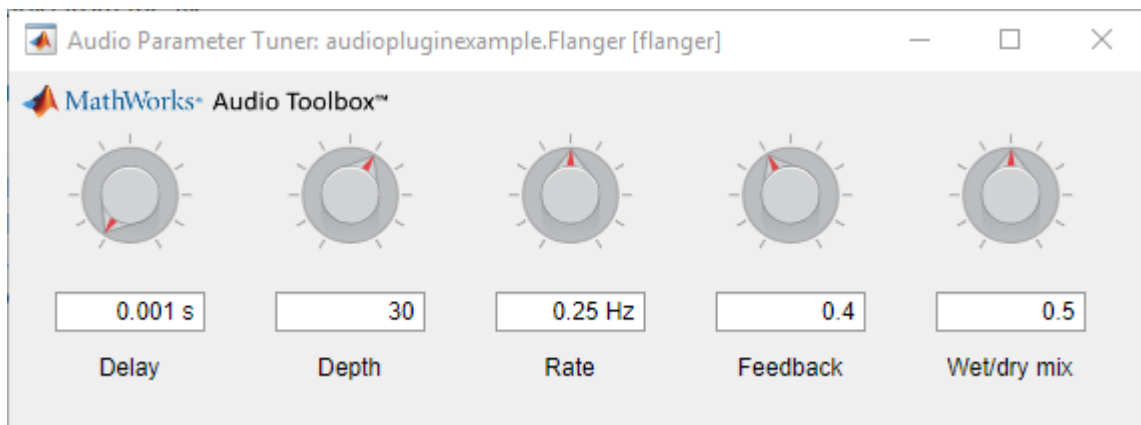 Audio Parameter Tuner: audiopluginexample.Flanger [flanger]
MathWorks® Audio Toolbox™
0.001 s 30 0.25 Hz 0.4 0.5
Delay Depth Rate Feedback Wet/dry mix